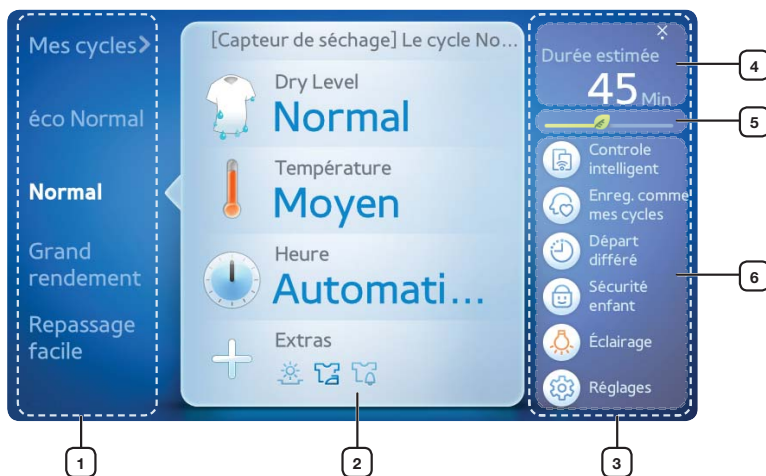 Mes cycles>
éco Normal
Normal
Grand
rendement
Repassage
facile
[Capteur de séchage] Le cycle No...
Dry Level
Normal
Température
Moyen
Heure
Automati...
Extras
Durée estimée
45 Min
Controle
intelligent
Enreg. comme
mes cycles
Départ
différé
Sécurité
enfant
Éclairage
Réglages
4
5
6
1
2
3